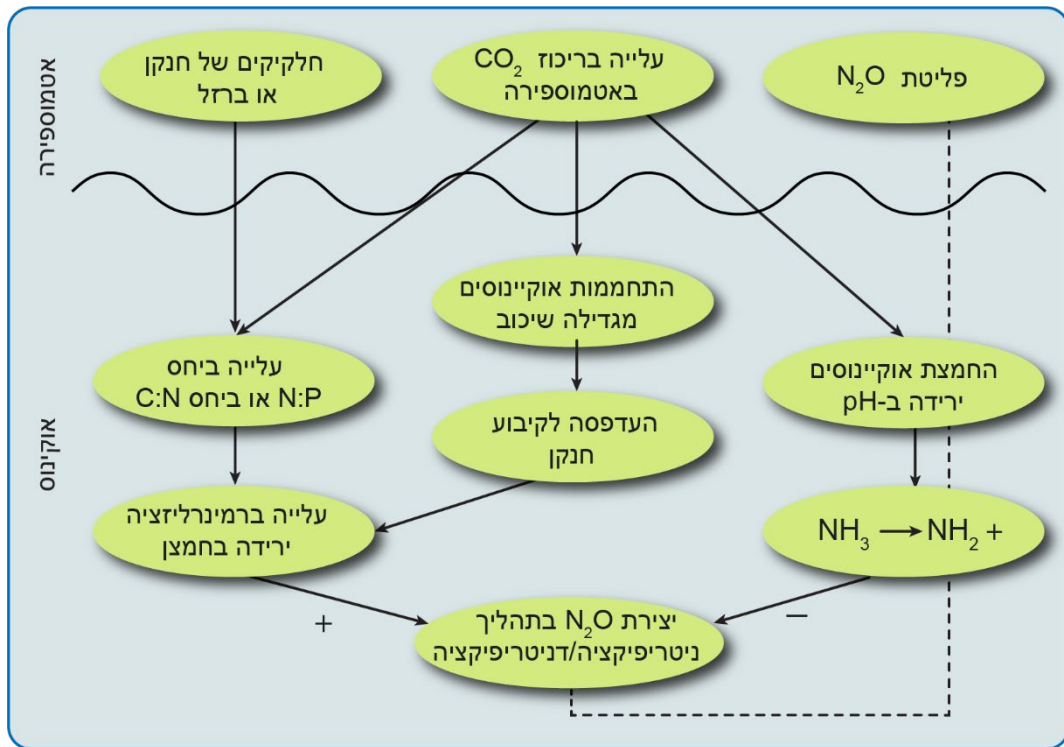 אטמוספירה
חלקיקים של חנקן
או ברזל
עלייה בריכוז CO₂
באטמוספירה
פליטת N₂O
אוקינוס
התחממות אוקיינוסים
מגדילה שיכוב
עלייה ביחס
N:P או ביחס C:N
החמצת אוקיינוסים
ירידה ב-pH
העדפסה לקיבוע
חנקן
עלייה ברמינרליזציה
ירידה בחמצן
NH₃ → NH₂ +
+
–
יצירת N₂O בתהליך
ניטריפיקציה/דניטריפיקציה